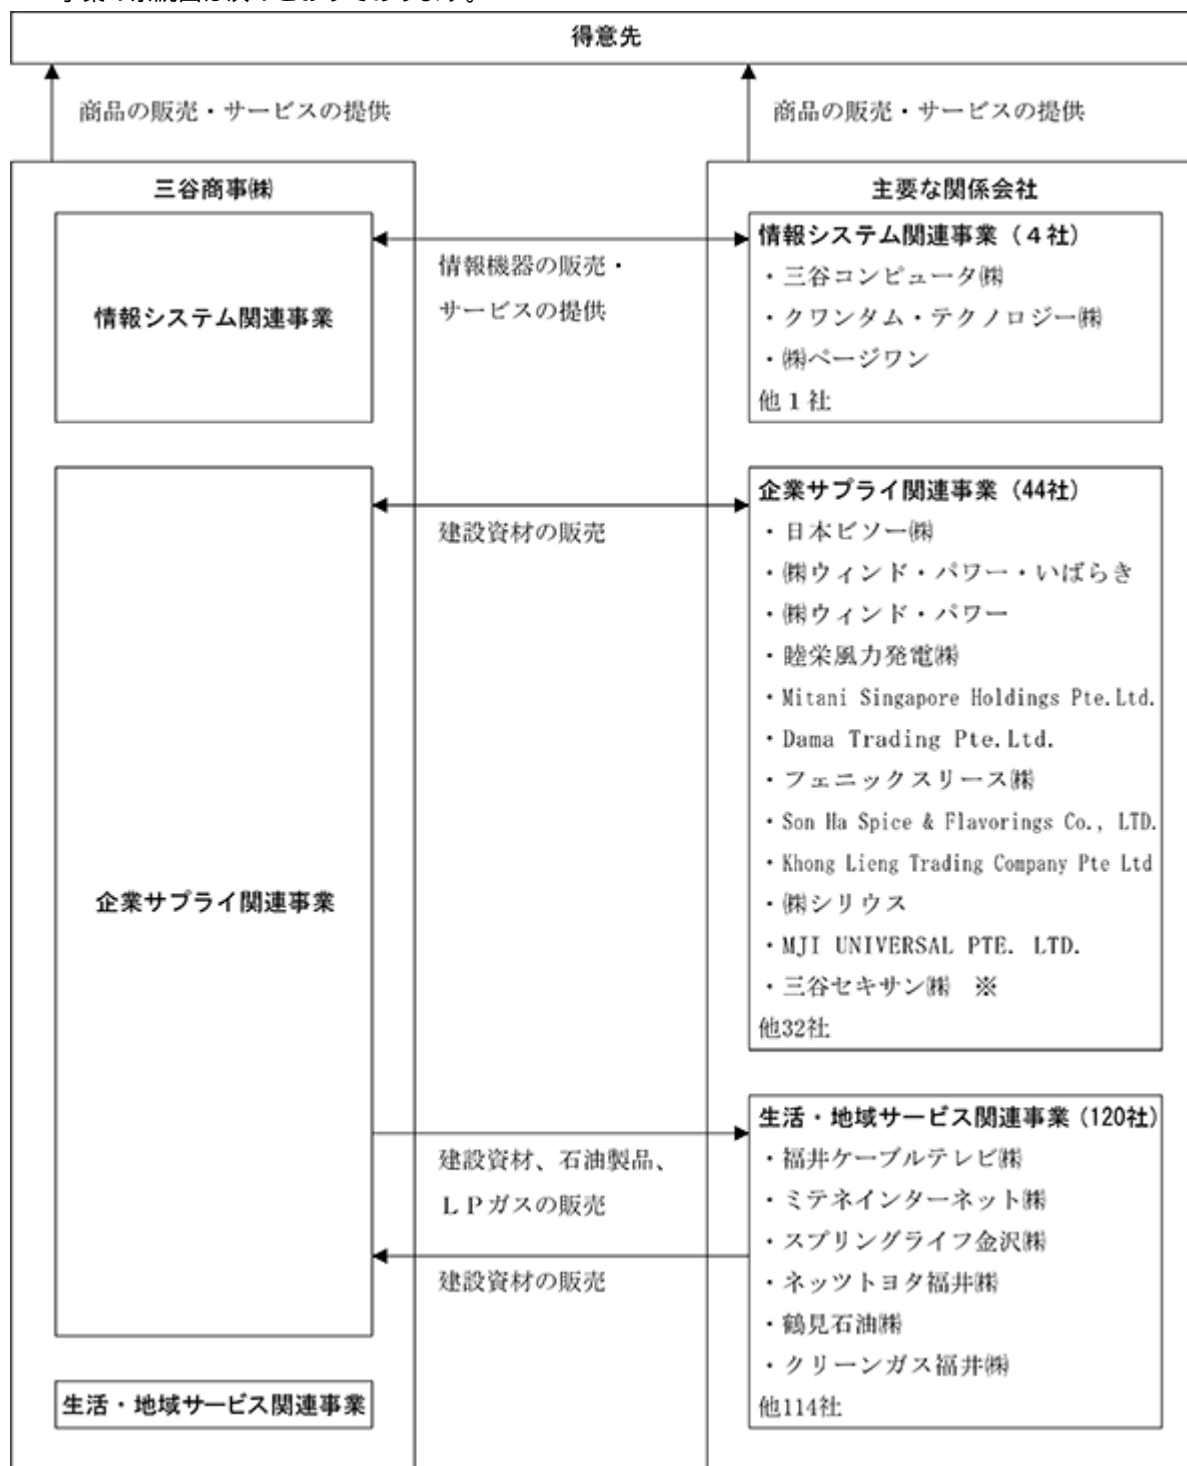 得意先
商品の販売・サービスの提供
商品の販売・サービスの提供
三谷商事㈱
情報システム関連事業
企業サプライ関連事業
生活・地域サービス関連事業
情報機器の販売・
サービスの提供
建設資材の販売
建設資材、石油製品、
ＬＰガスの販売
建設資材の販売
主要な関係会社
情報システム関連事業（４社）
・三谷コンピュータ㈱
・クワンタム・テクノロジー㈱
・㈱ページワン
他１社
企業サプライ関連事業（44社）
・日本ビソー㈱
・㈱ウィンド・パワー・いばらき
・㈱ウィンド・パワー
・睦栄風力発電㈱
・Mitani Singapore Holdings Pte.Ltd.
・Dama Trading Pte.Ltd.
・フェニックスリース㈱
・Son Ha Spice & Flavorings Co., LTD.
・Khong Lieng Trading Company Pte Ltd
・㈱シリウス
・MJI UNIVERSAL PTE. LTD.
・三谷セキサン㈱　※
他32社
生活・地域サービス関連事業（120社）
・福井ケーブルテレビ㈱
・ミテネインターネット㈱
・スプリングライフ金沢㈱
・ネッツトヨタ福井㈱
・鶴見石油㈱
・クリーンガス福井㈱
他114社